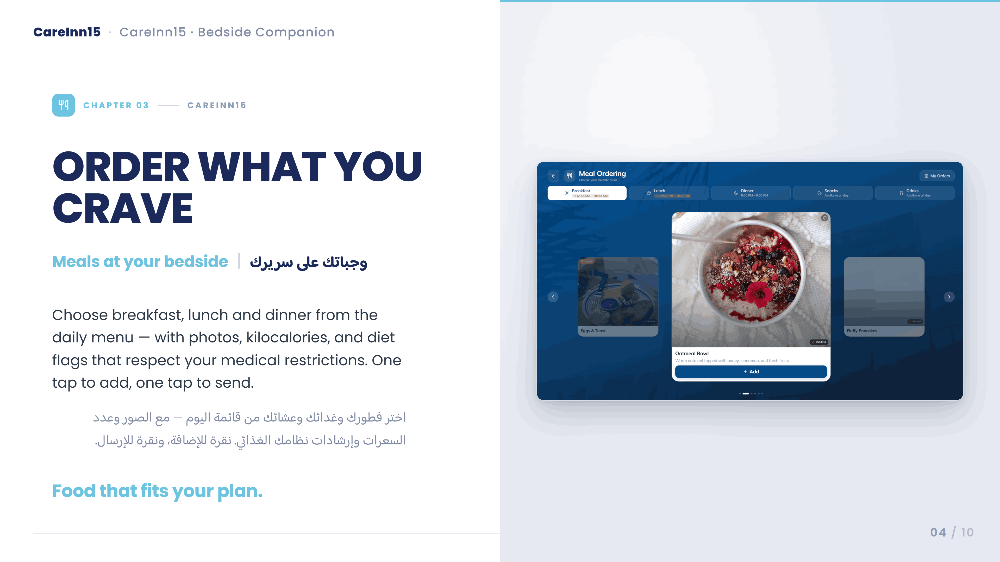 CareInn15 · CareInn15 · Bedside Companion
CHAPTER 03 — CAREINN15
ORDER WHAT YOU
CRAVE
Meals at your bedside | وجباتك على سريرك
Choose breakfast, lunch and dinner from the
daily menu — with photos, kilocalories, and diet
flags that respect your medical restrictions. One
tap to add, one tap to send.
اختر فطورك وغدائك وعشائك من قائمة اليوم — مع الصور وعدد
السعرات وإرشادات نظامك الغذائي. نقرة للإضافة، ونقرة للإرسال.
Food that fits your plan.
Meal Ordering
Choose your favorite meal
My Orders
Breakfast
6:00 AM – 10:00 AM
Lunch
12:00 PM – 3:00 PM
Dinner
6:00 PM – 9:00 PM
Snacks
Available all day
Drinks
Available all day
Popular
320 kcal
Eggs & Toast
250 kcal
Oatmeal Bowl
Warm oatmeal topped with honey, cinnamon, and fresh fruits
+ Add
380 kcal
Fluffy Pancakes
04 / 10